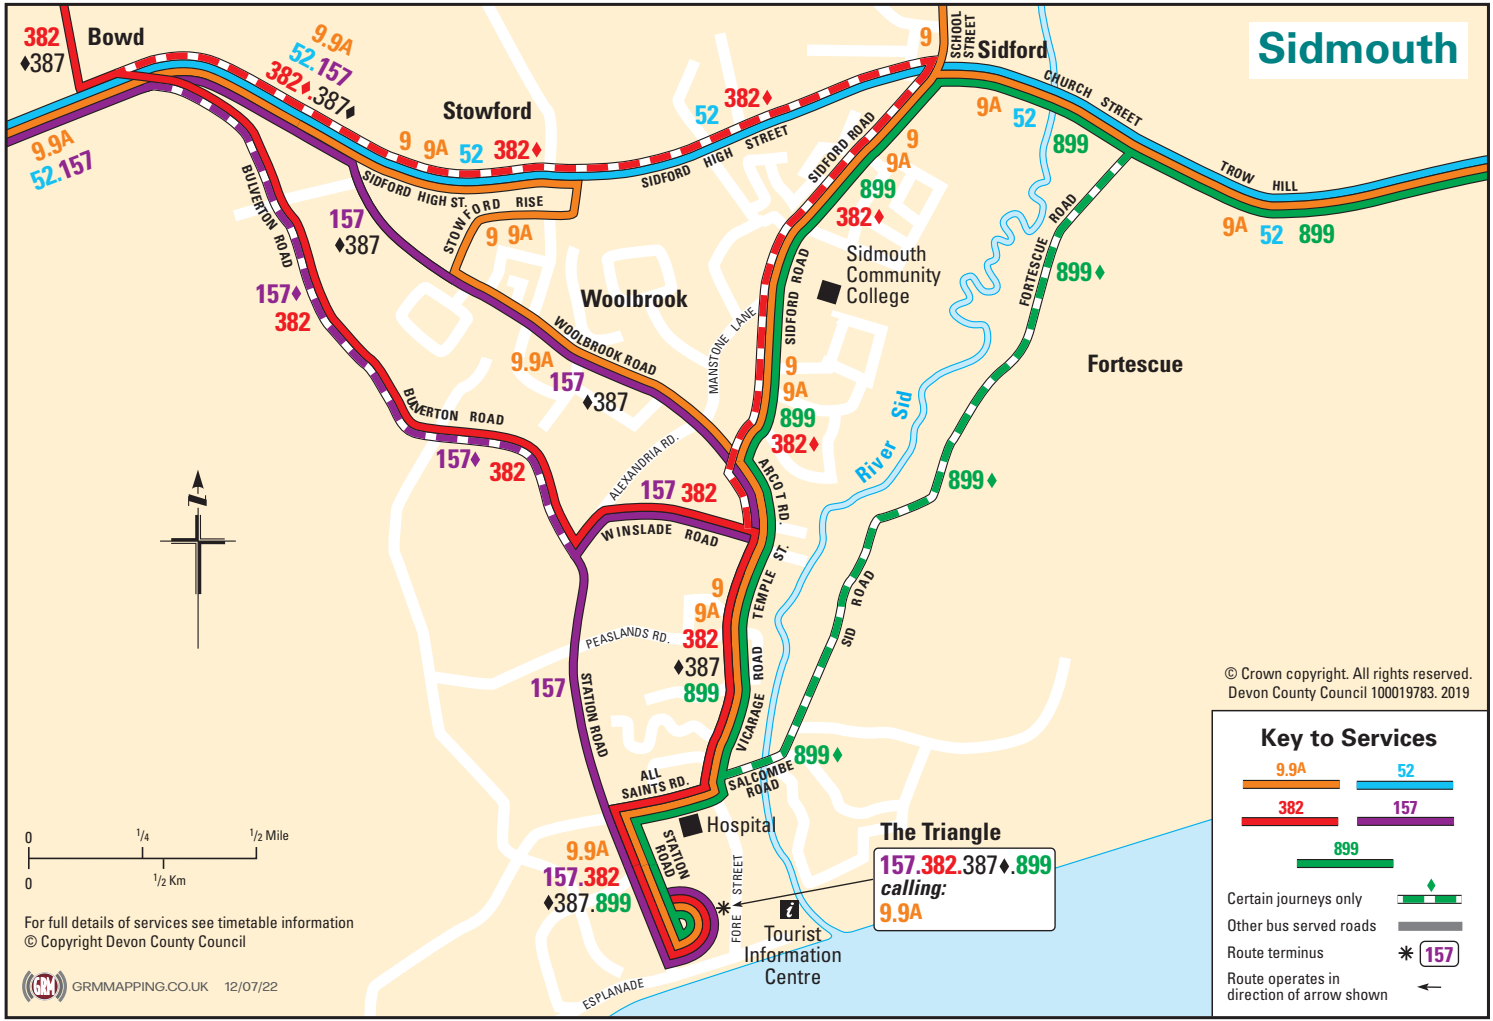 Sidmouth
382
♦387
Bowd
9.9A
52.157
382♦.387♦
9.9A
52.157
Stowford
9 9A 52 382♦
52 382♦
9
SCHOOL
STREET
Sidford
CHURCH STREET
9A
52
899
TROW HILL
9A 52 899
SIDFORD HIGH ST.
SIDFORD HIGH STREET
SIDFORD ROAD
9
9A
899
382♦
STOWFORD RISE
9 9A
BULVERTON ROAD
157
♦387
157♦
382
Sidmouth
Community
College
SIDFORD ROAD
FORTESCUE ROAD
899♦
Woolbrook
WOOLBROOK ROAD
MANSTONE LANE
9.9A
157
♦387
9
9A
899
382♦
Fortescue
River Sid
BULVERTON ROAD
157♦
382
ALEXANDRIA RD.
157 382
WINSLADE ROAD
ARCOT RD.
899♦
N
TEMPLE ST.
SID ROAD
9
9A
382
♦387
899
PEASLANDS RD.
157
STATION ROAD
VICARAGE ROAD
899♦
SALCOMBE
ROAD
ALL
SAINTS RD.
Hospital
STATION
ROAD
9.9A
157.382
♦387.899
FORE STREET
The Triangle
157.382.387♦.899
calling:
9.9A
i
Tourist
Information
Centre
ESPLANADE
0 1/4 1/2 Mile
0 1/2 Km
For full details of services see timetable information
© Copyright Devon County Council
GRM
GRMMAPPING.CO.UK 12/07/22
© Crown copyright. All rights reserved.
Devon County Council 100019783. 2019
Key to Services
9.9A 52
382 157
899
Certain journeys only
Other bus served roads
Route terminus
157
Route operates in
direction of arrow shown